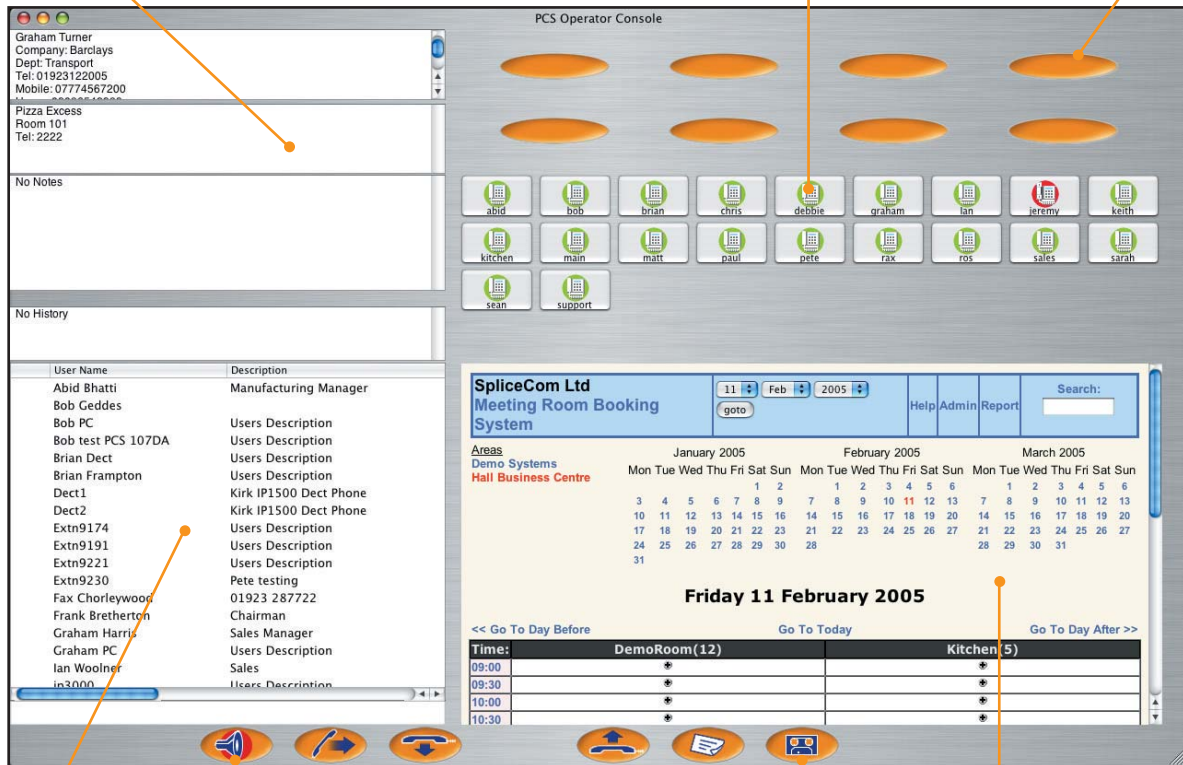 PCS Operator Console
Graham Turner
Company: Barclays
Dept: Transport
Tel: 01923122005
Mobile: 07774567200
Pizza Excess
Room 101
Tel: 2222
No Notes
No History
abid bob brian chris debbie graham Ian jeremy keith
kitchen main matt paul pete rax ros sales sarah
sean support
User Name Description
Abid Bhatti Manufacturing Manager
Bob Geddes
Bob PC Users Description
Bob test PCS 107DA Users Description
Brian Dect Users Description
Brian Frampton Users Description
Dect1 Kirk IP1500 Dect Phone
Dect2 Kirk IP1500 Dect Phone
Extn9174 Users Description
Extn9191 Users Description
Extn9221 Users Description
Extn9230 Pete testing
Fax Chorleywood 01923 287722
Frank Bretherton Chairman
Graham Harris Sales Manager
Graham PC Users Description
Ian Woolner Sales
ip3000 Users Description
SpliceCom Ltd
Meeting Room Booking
System
11 Feb 2005
goto
Help Admin Report
Search:
Areas
Demo Systems
Hall Business Centre
January 2005 February 2005 March 2005
Mon Tue Wed Thu Fri Sat Sun Mon Tue Wed Thu Fri Sat Sun Mon Tue Wed Thu Fri Sat Sun
1 2 1 2 3 4 5 6 1 2 3 4 5 6
3 4 5 6 7 8 9 7 8 9 10 11 12 13 7 8 9 10 11 12 13
10 11 12 13 14 15 16 14 15 16 17 18 19 20 14 15 16 17 18 19 20
17 18 19 20 21 22 23 21 22 23 24 25 26 27 21 22 23 24 25 26 27
24 25 26 27 28 29 30 28 28 29 30 31
31
Friday 11 February 2005
<< Go To Day Before Go To Today Go To Day After >>
Time: DemoRoom(12) Kitchen(5)
09:00
09:30
10:00
10:30